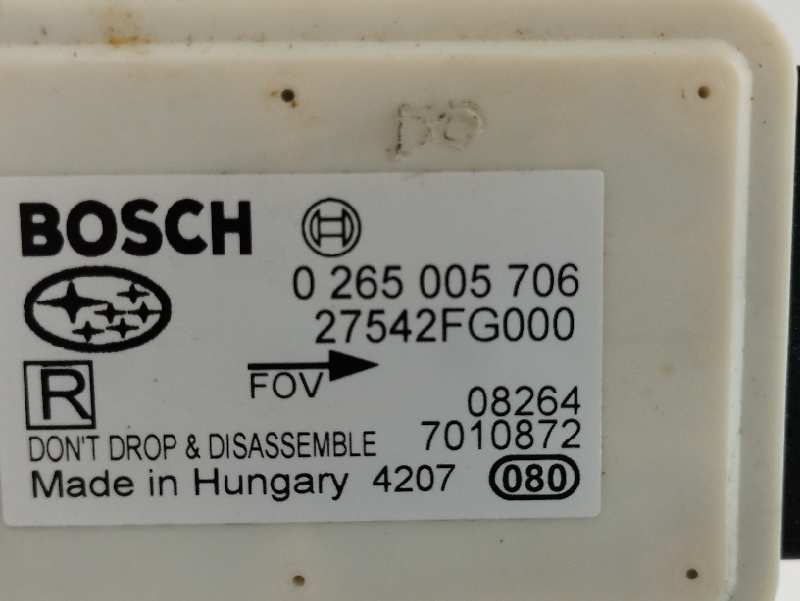 BOSCH
0 265 005 706
27542FG000
R
FOV
08264
DON'T DROP & DISASSEMBLE 7010872
Made in Hungary 4207 080